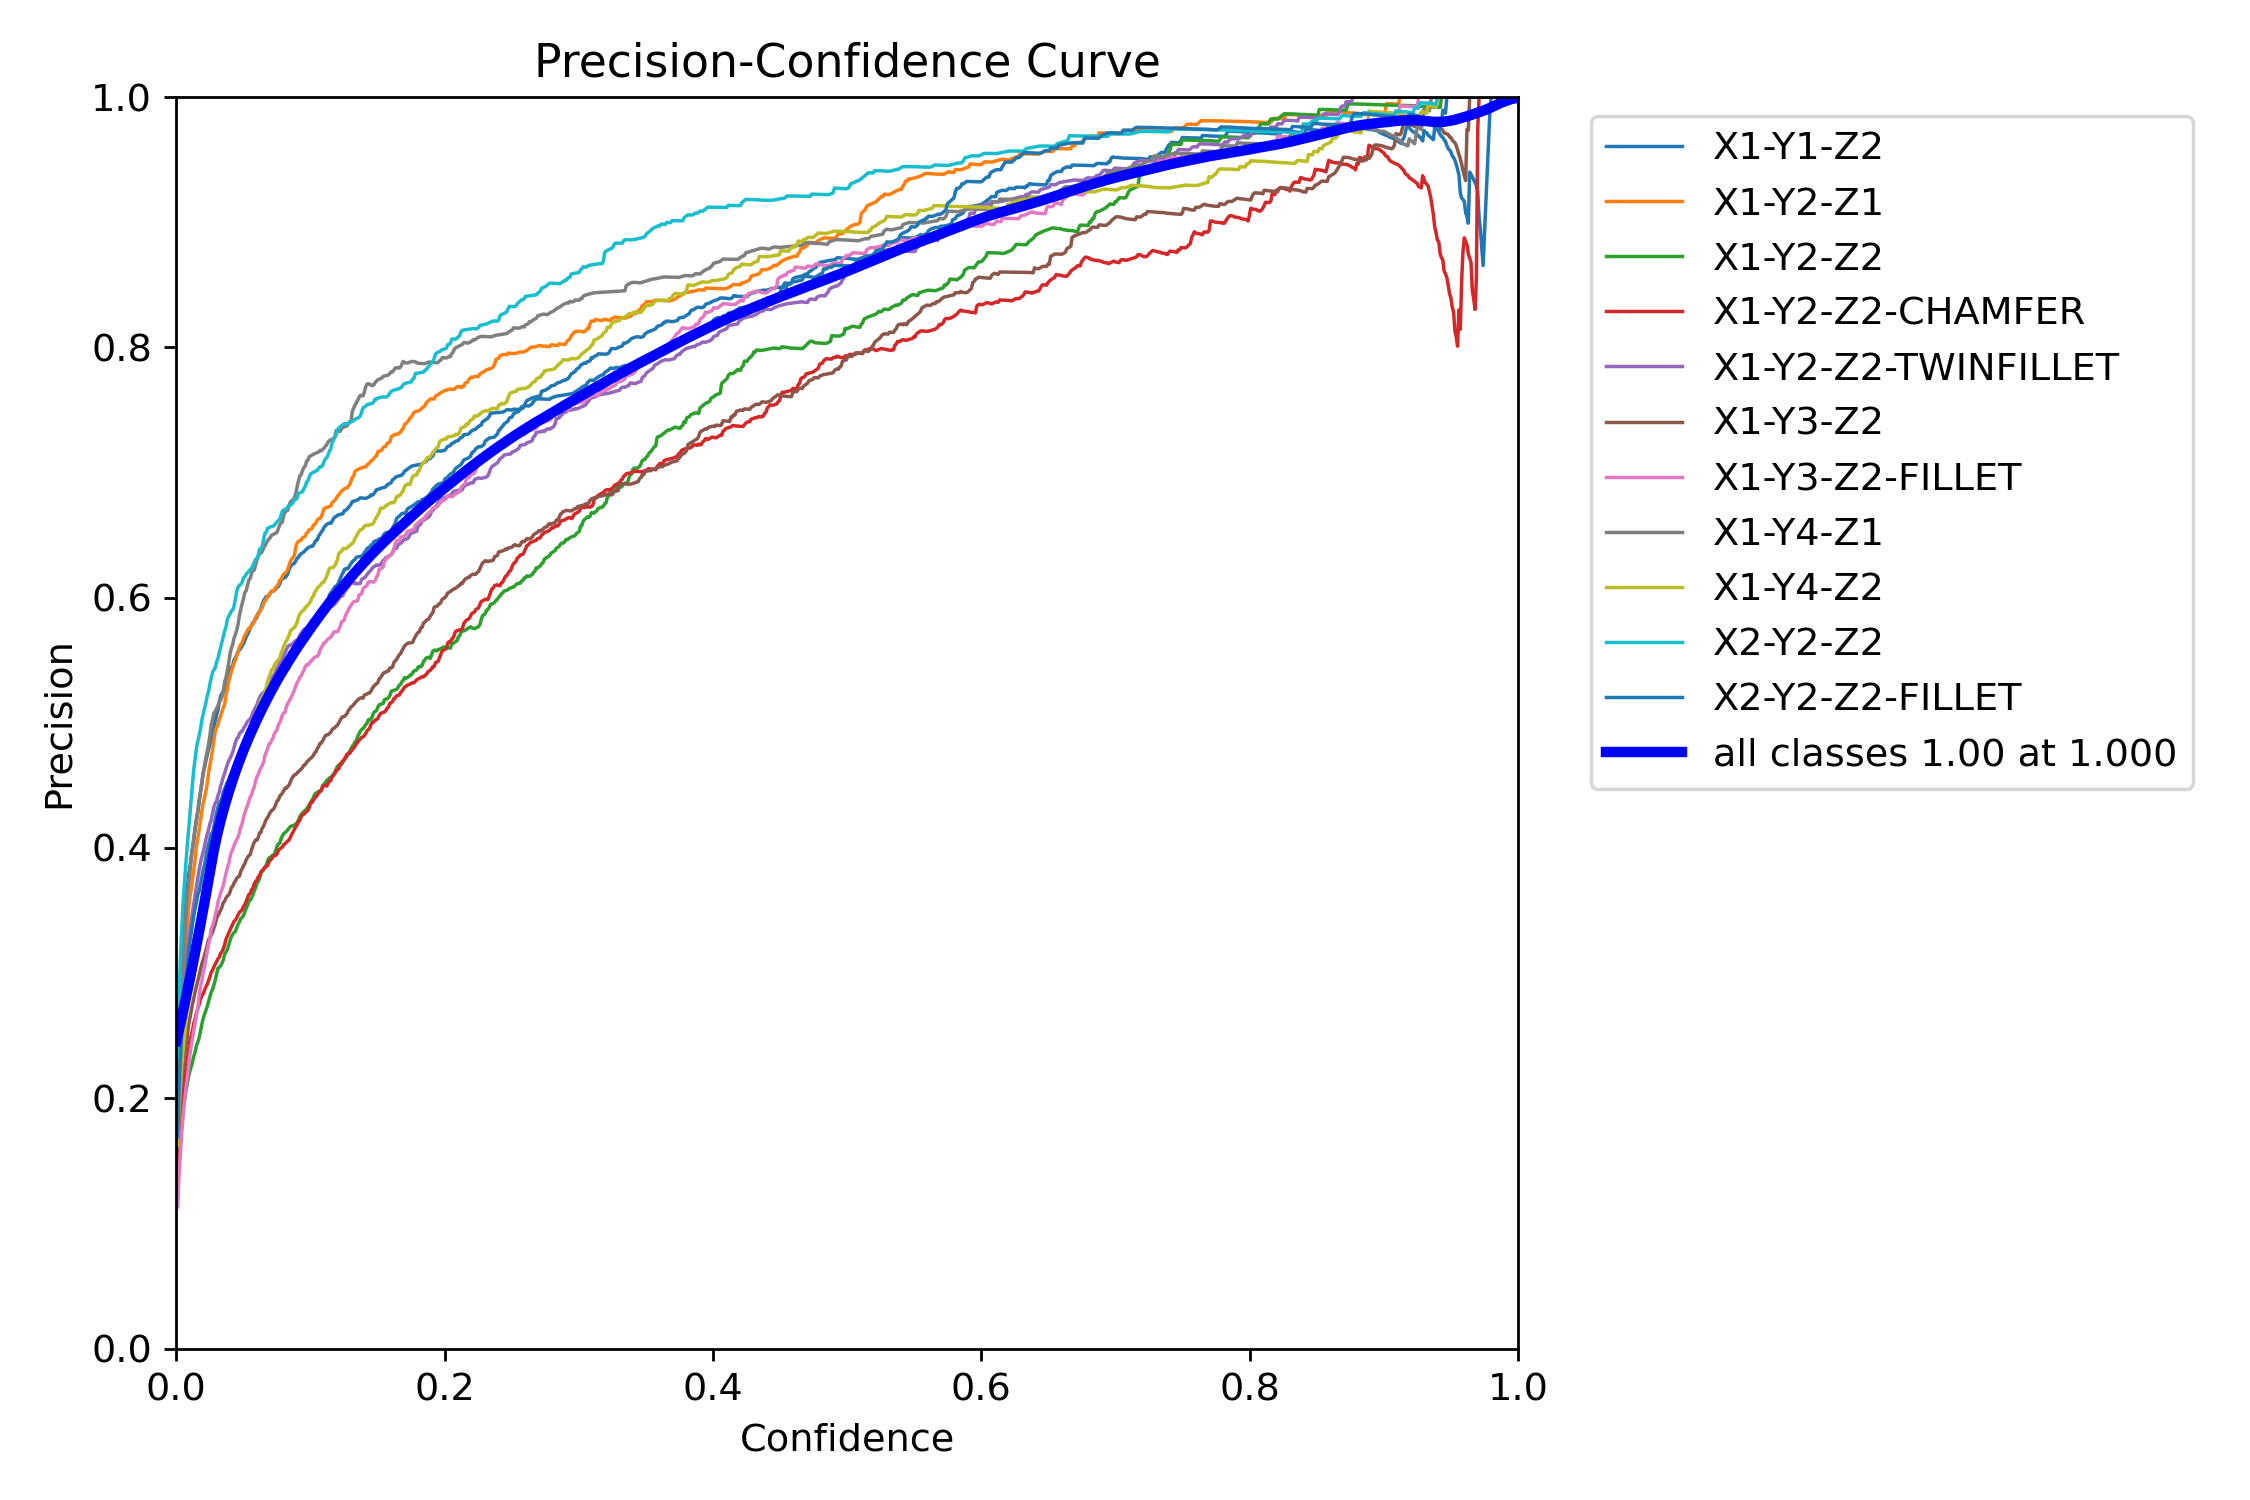 Precision-Confidence Curve
1.0
0.8
0.6
0.4
0.2
0.0
Precision
0.0 0.2 0.4 0.6 0.8 1.0
Confidence
X1-Y1-Z2
X1-Y2-Z1
X1-Y2-Z2
X1-Y2-Z2-CHAMFER
X1-Y2-Z2-TWINFILLET
X1-Y3-Z2
X1-Y3-Z2-FILLET
X1-Y4-Z1
X1-Y4-Z2
X2-Y2-Z2
X2-Y2-Z2-FILLET
all classes 1.00 at 1.000